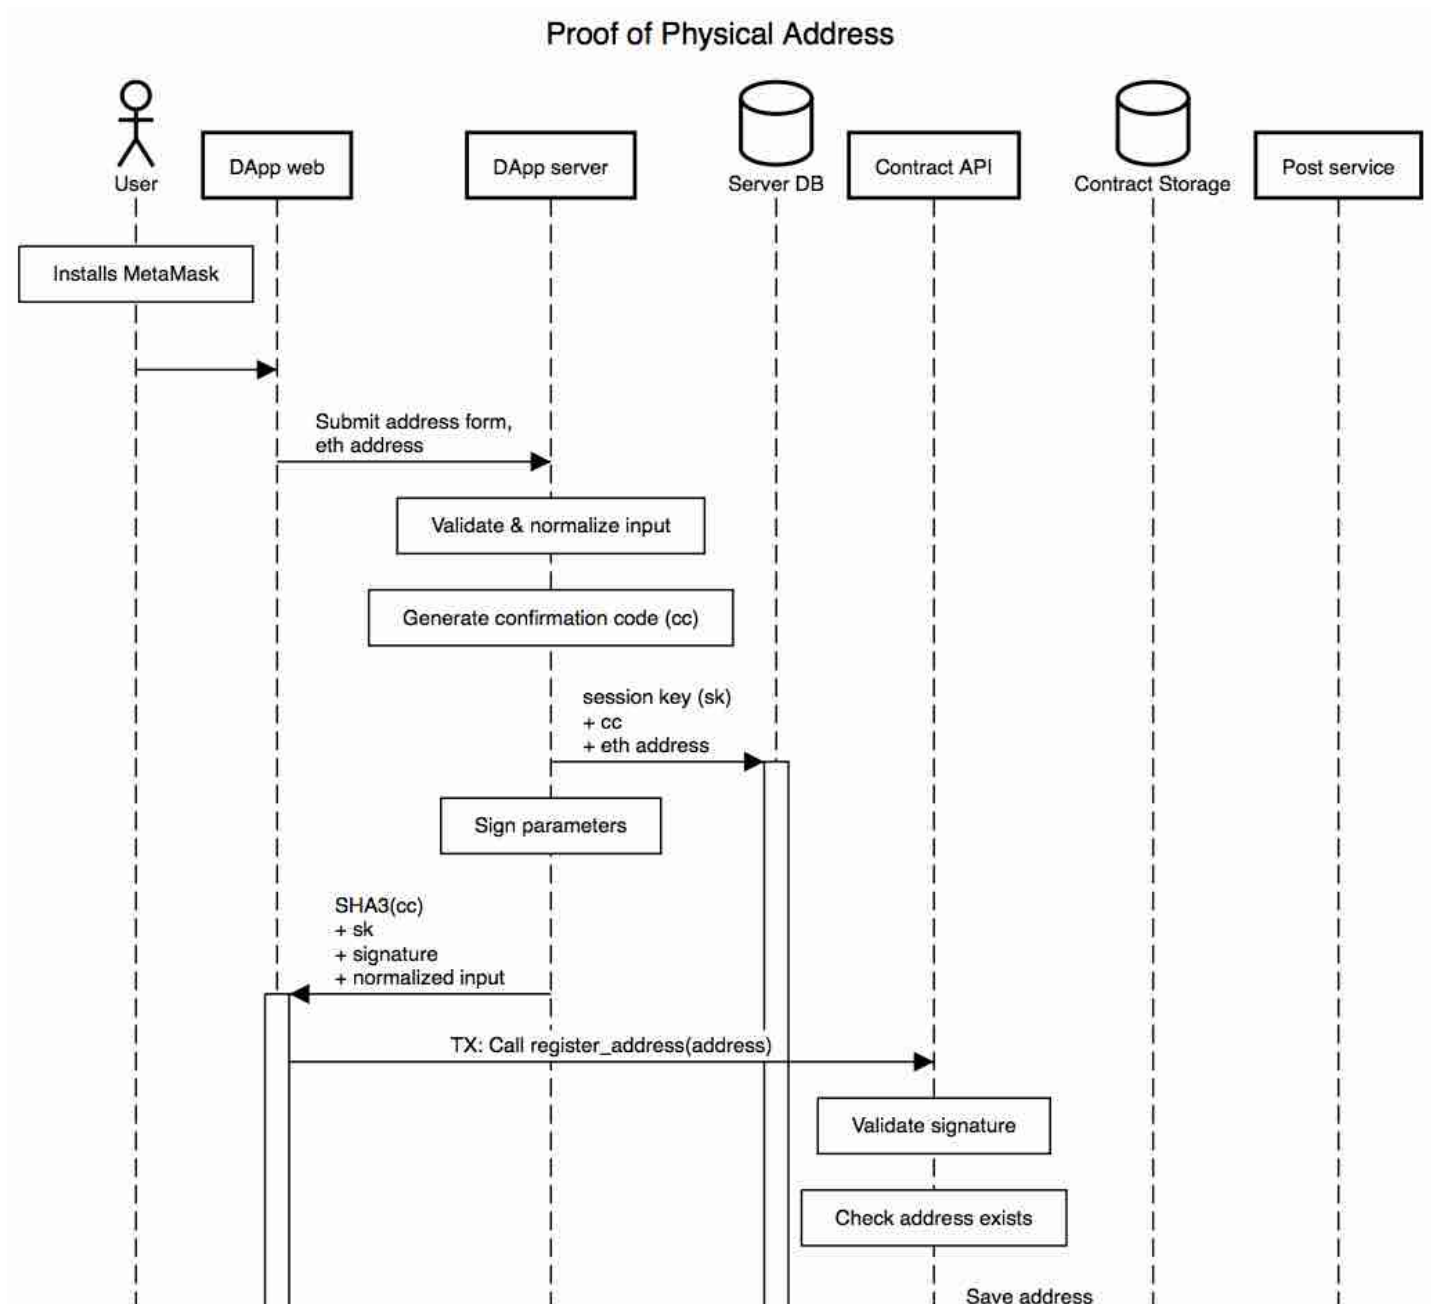 Proof of Physical Address
User
DApp web
DApp server
Server DB
Contract API
Contract Storage
Post service
Installs MetaMask
Submit address form,
eth address
Validate & normalize input
Generate confirmation code (cc)
session key (sk)
+ cc
+ eth address
Sign parameters
SHA3(cc)
+ sk
+ signature
+ normalized input
TX: Call register_address(address)
Validate signature
Check address exists
Save address